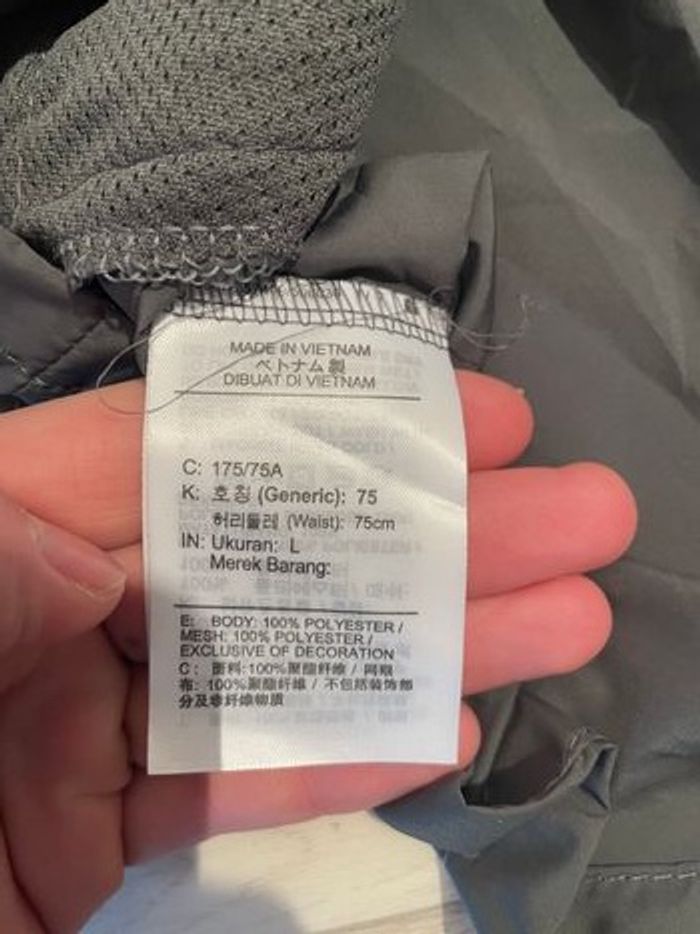 MADE IN VIETNAM
ベトナム製
DIBUAT DI VIETNAM
C: 175/75A
K: 호칭 (Generic): 75
허리둘레 (Waist): 75cm
IN: Ukuran: L
Merek Barang:
E: BODY: 100% POLYESTER /
MESH: 100% POLYESTER /
EXCLUSIVE OF DECORATION
C: 面料:100%聚酯纤维 / 网眼
布: 100%聚酯纤维 / 不包括装饰部
分及非纤维物质